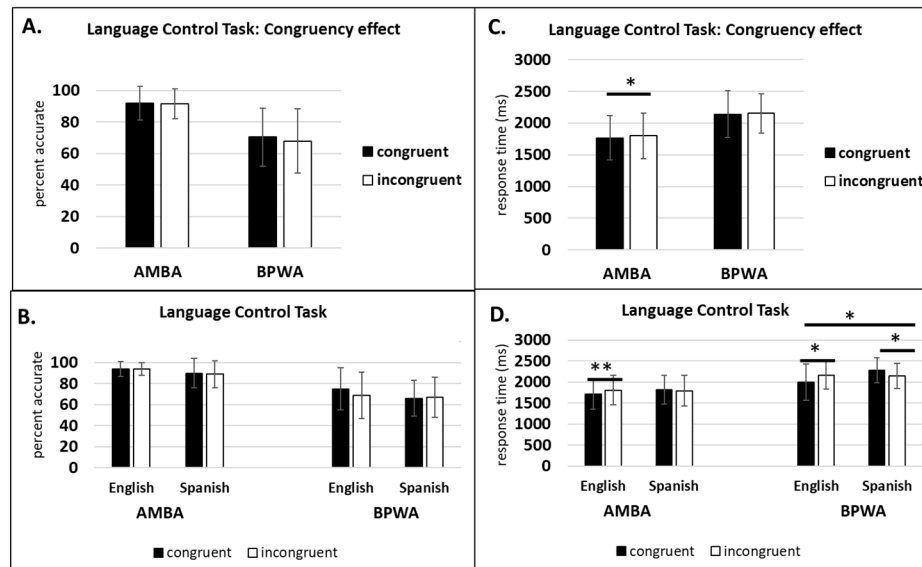 A.
Language Control Task: Congruency effect
percent accurate
100
80
60
40
20
0
AMBA
BPWA
congruent
incongruent
B.
Language Control Task
percent accurate
100
80
60
40
20
0
English
Spanish
English
Spanish
AMBA
BPWA
congruent
incongruent
C.
Language Control Task: Congruency effect
response time (ms)
3000
2500
2000
1500
1000
500
0
*
AMBA
BPWA
congruent
incongruent
D.
Language Control Task
response time (ms)
3000
2500
2000
1500
1000
500
0
**
*
*
*
English
Spanish
English
Spanish
AMBA
BPWA
congruent
incongruent